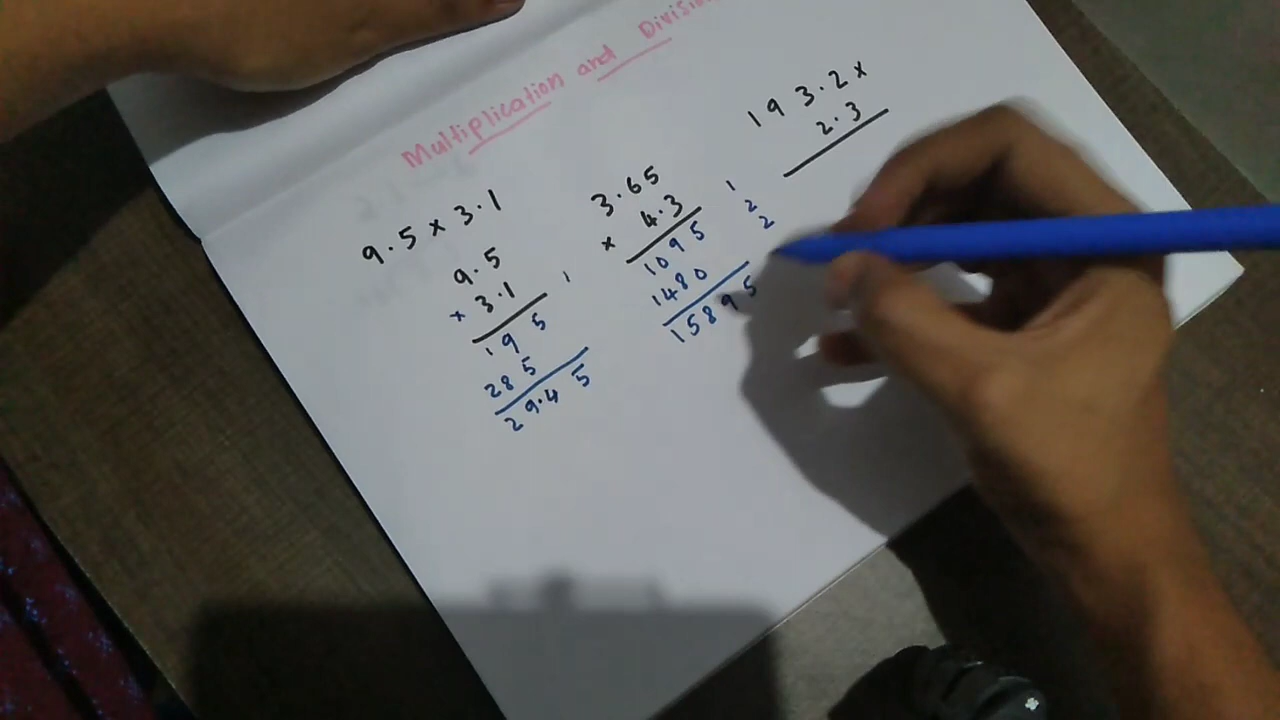 Multiplication and Division
9.5 x 3.1
9.5
x 3.1
1
195
285
29.45
3.65
x 4.3
1
2
2
1095
1480
15895
193.2 x
2.3